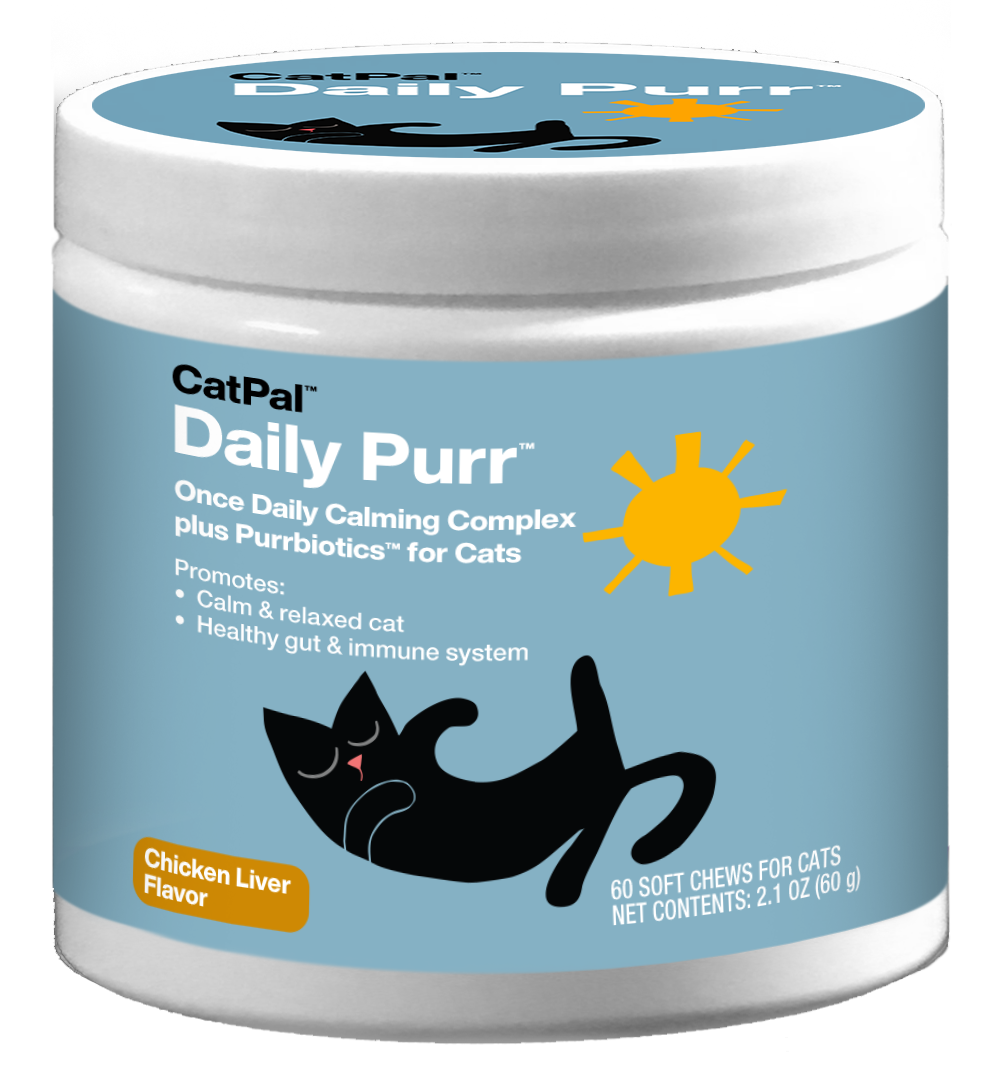 CatPal™
Daily Purr™
CatPal™
Daily Purr™
Once Daily Calming Complex
plus Purrbiotics™ for Cats
Promotes:
• Calm & relaxed cat
• Healthy gut & immune system
Chicken Liver
Flavor
60 SOFT CHEWS FOR CATS
NET CONTENTS: 2.1 OZ (60 g)